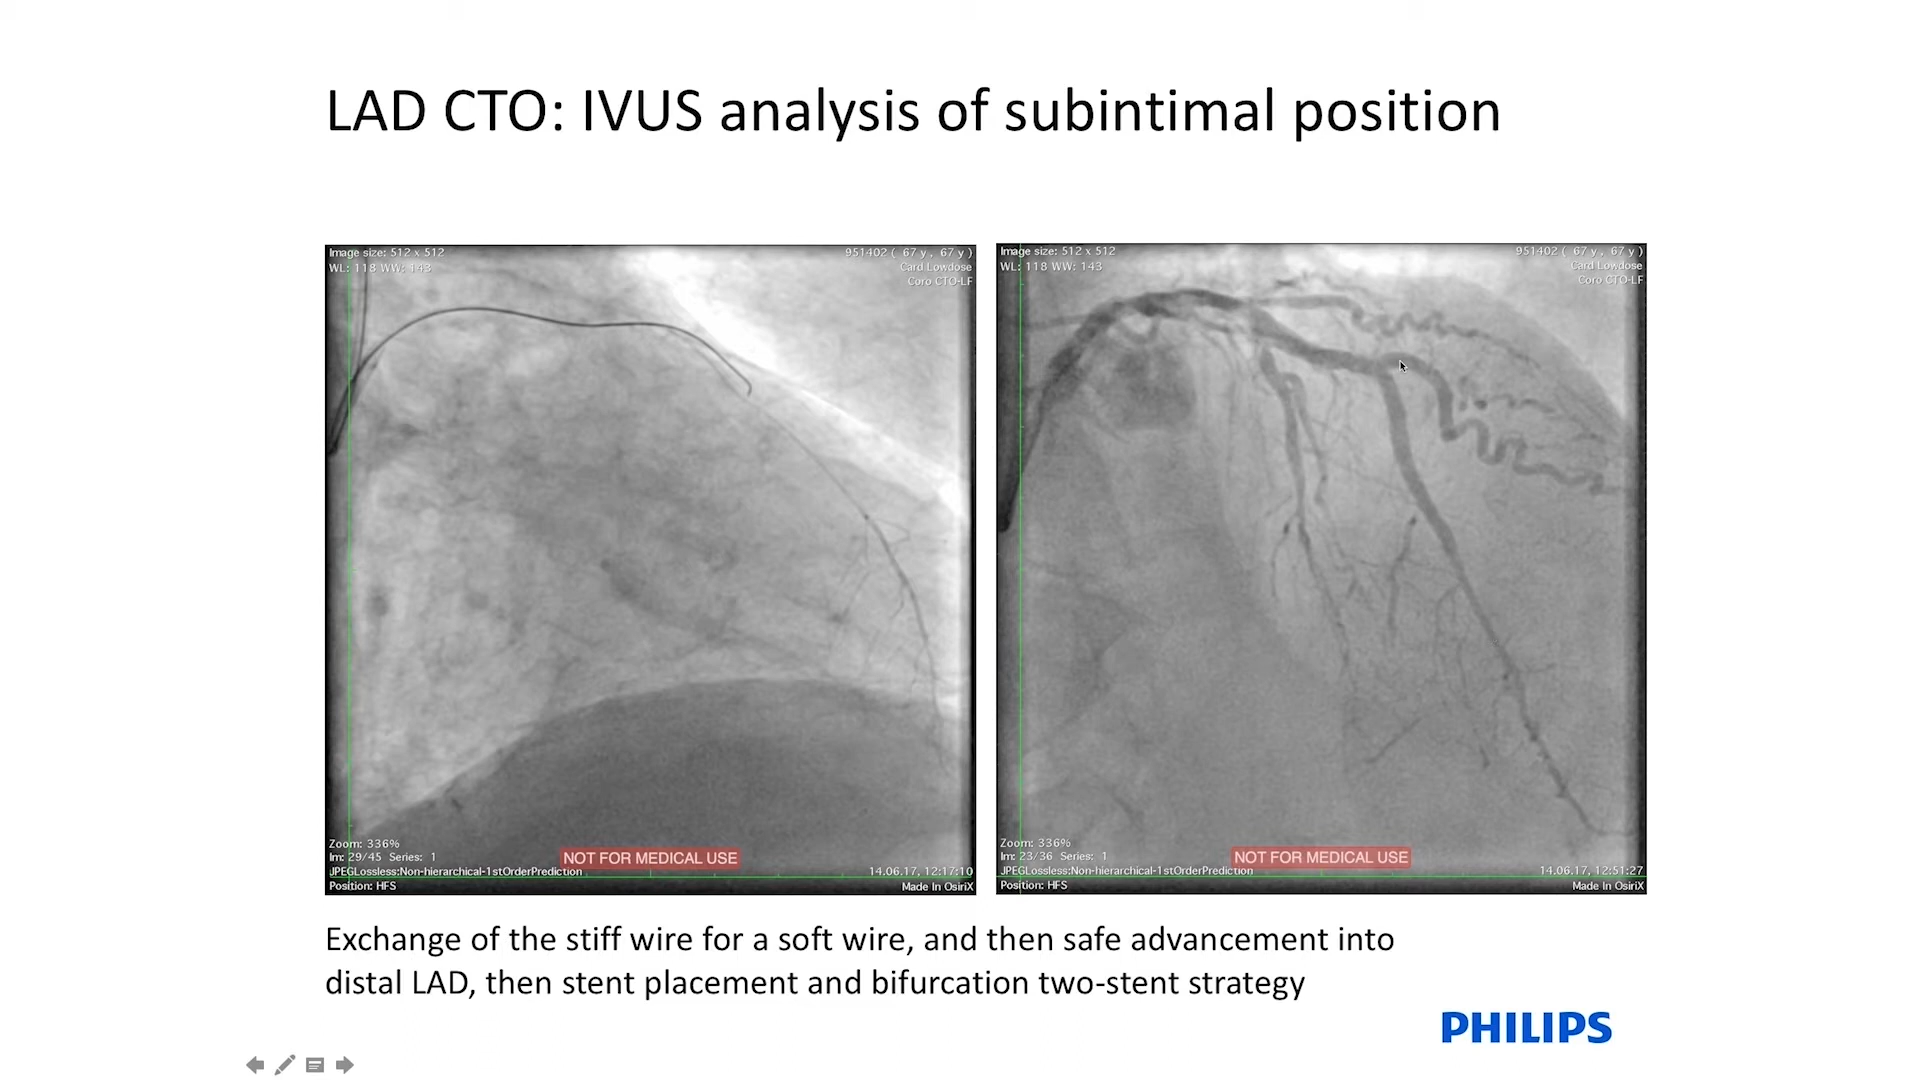 LAD CTO: IVUS analysis of subintimal position
Image size: 512 x 512
WL: 118 WW: 143
951402 ( 67 y , 67 y )
Card Lowdose
Coro CTO-LF
Zoom: 336%
Im: 29/45 Series: 1
JPEGLossless:Non-hierarchical-1stOrderPrediction
Position: HFS
NOT FOR MEDICAL USE
14.06.17, 12:17:10
Made In OsiriX
Image size: 512 x 512
WL: 118 WW: 143
951402 ( 67 y , 67 y )
Card Lowdose
Coro CTO-LF
Zoom: 336%
Im: 23/36 Series: 1
JPEGLossless:Non-hierarchical-1stOrderPrediction
Position: HFS
NOT FOR MEDICAL USE
14.06.17, 12:51:27
Made In OsiriX
Exchange of the stiff wire for a soft wire, and then safe advancement into
distal LAD, then stent placement and bifurcation two-stent strategy
PHILIPS